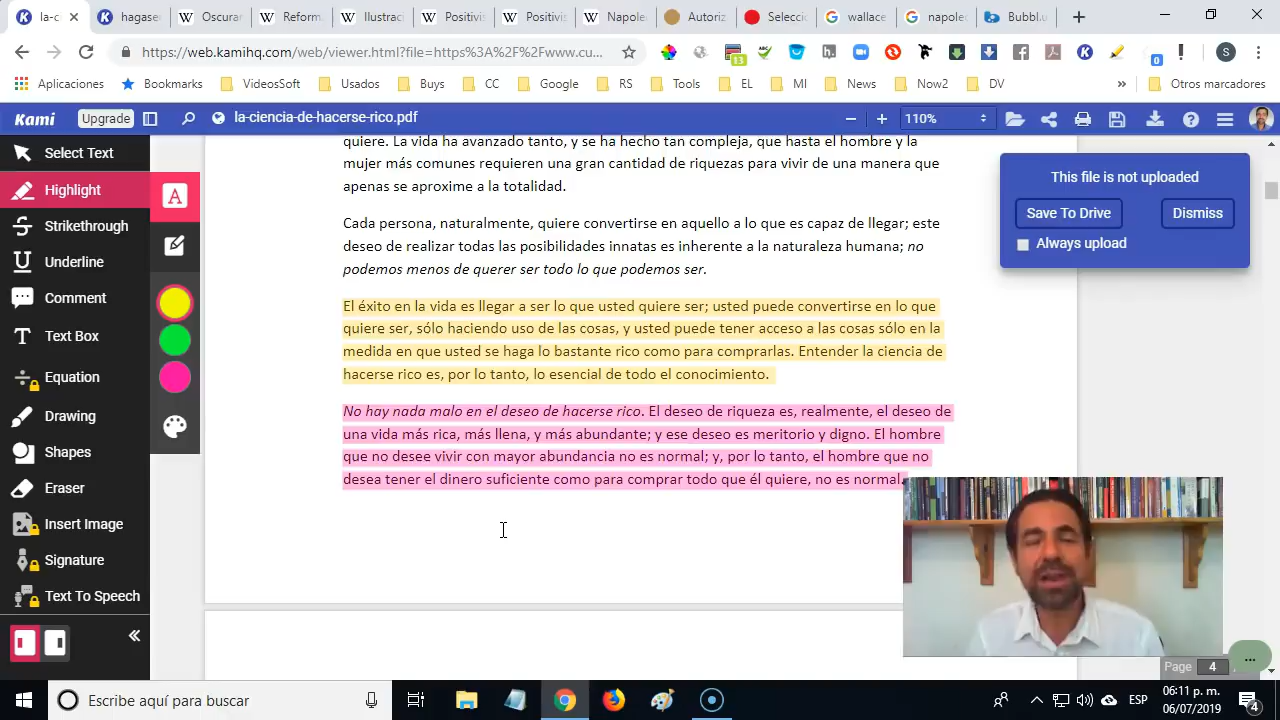 la-c
hagase
Oscura
Reform
Ilustrac
Positivis
Positivi
Napole
Autoriz
Selecci
wallace
napoleo
Bubbl.u
https://web.kamihq.com/web/viewer.html?file=https%3A%2F%2Fwww.cu...
13
0
S
Aplicaciones
Bookmarks
VideoSoft
Usados
Buys
CC
Google
RS
Tools
EL
MI
News
Now2
DV
»
Otros marcadores
Kami
Upgrade
la-ciencia-de-hacerse-rico.pdf
110%
Select Text
Highlight
Strikethrough
Underline
Comment
Text Box
Equation
Drawing
Shapes
Eraser
Insert Image
Signature
Text To Speech
quiere. La vida ha avanzado tanto, y se ha hecho tan compleja, que hasta el hombre y la
mujer más comunes requieren una gran cantidad de riquezas para vivir de una manera que
apenas se aproxime a la totalidad.
Cada persona, naturalmente, quiere convertirse en aquello a lo que es capaz de llegar; este
deseo de realizar todas las posibilidades innatas es inherente a la naturaleza humana; no
podemos menos de querer ser todo lo que podemos ser.
El éxito en la vida es llegar a ser lo que usted quiere ser; usted puede convertirse en lo que
quiere ser, sólo haciendo uso de las cosas, y usted puede tener acceso a las cosas sólo en la
medida en que usted se haga lo bastante rico como para comprarlas. Entender la ciencia de
hacerse rico es, por lo tanto, lo esencial de todo el conocimiento.
No hay nada malo en el deseo de hacerse rico. El deseo de riqueza es, realmente, el deseo de
una vida más rica, más llena, y más abundante; y ese deseo es meritorio y digno. El hombre
que no desee vivir con mayor abundancia no es normal; y, por lo tanto, el hombre que no
desea tener el dinero suficiente como para comprar todo que él quiere, no es normal.
This file is not uploaded
Save To Drive
Dismiss
Always upload
Page 4
Escribe aquí para buscar
ESP
06:11 p. m.
06/07/2019
4